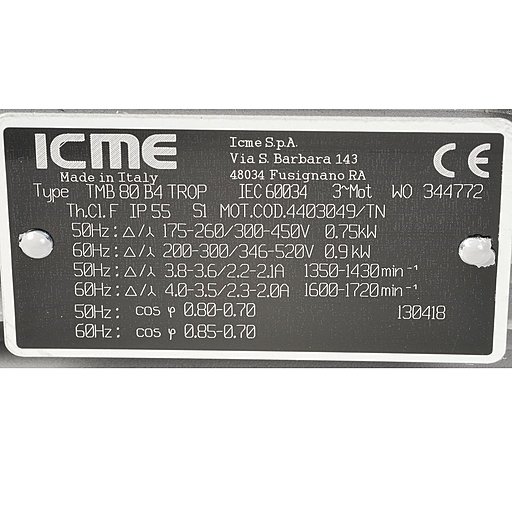 ICME
Made in Italy
Icme S.p.A.
Via S. Barbara 143
48034 Fusignano RA
CE
Type TMB 80 B4 TROP IEC 60034 3~Mot WO 344772
Th.Cl. F IP 55 S1 MOT.COD.4403049/TN
50Hz: △/⅄ 175-260/300-450V 0.75kW
60Hz: △/⅄ 200-300/346-520V 0.9 kW
50Hz: △/⅄ 3.8-3.6/2.2-2.1A 1350-1430min⁻¹
60Hz: △/⅄ 4.0-3.5/2.3-2.0A 1600-1720min⁻¹
50Hz: cos φ 0.80-0.70 130418
60Hz: cos φ 0.85-0.70